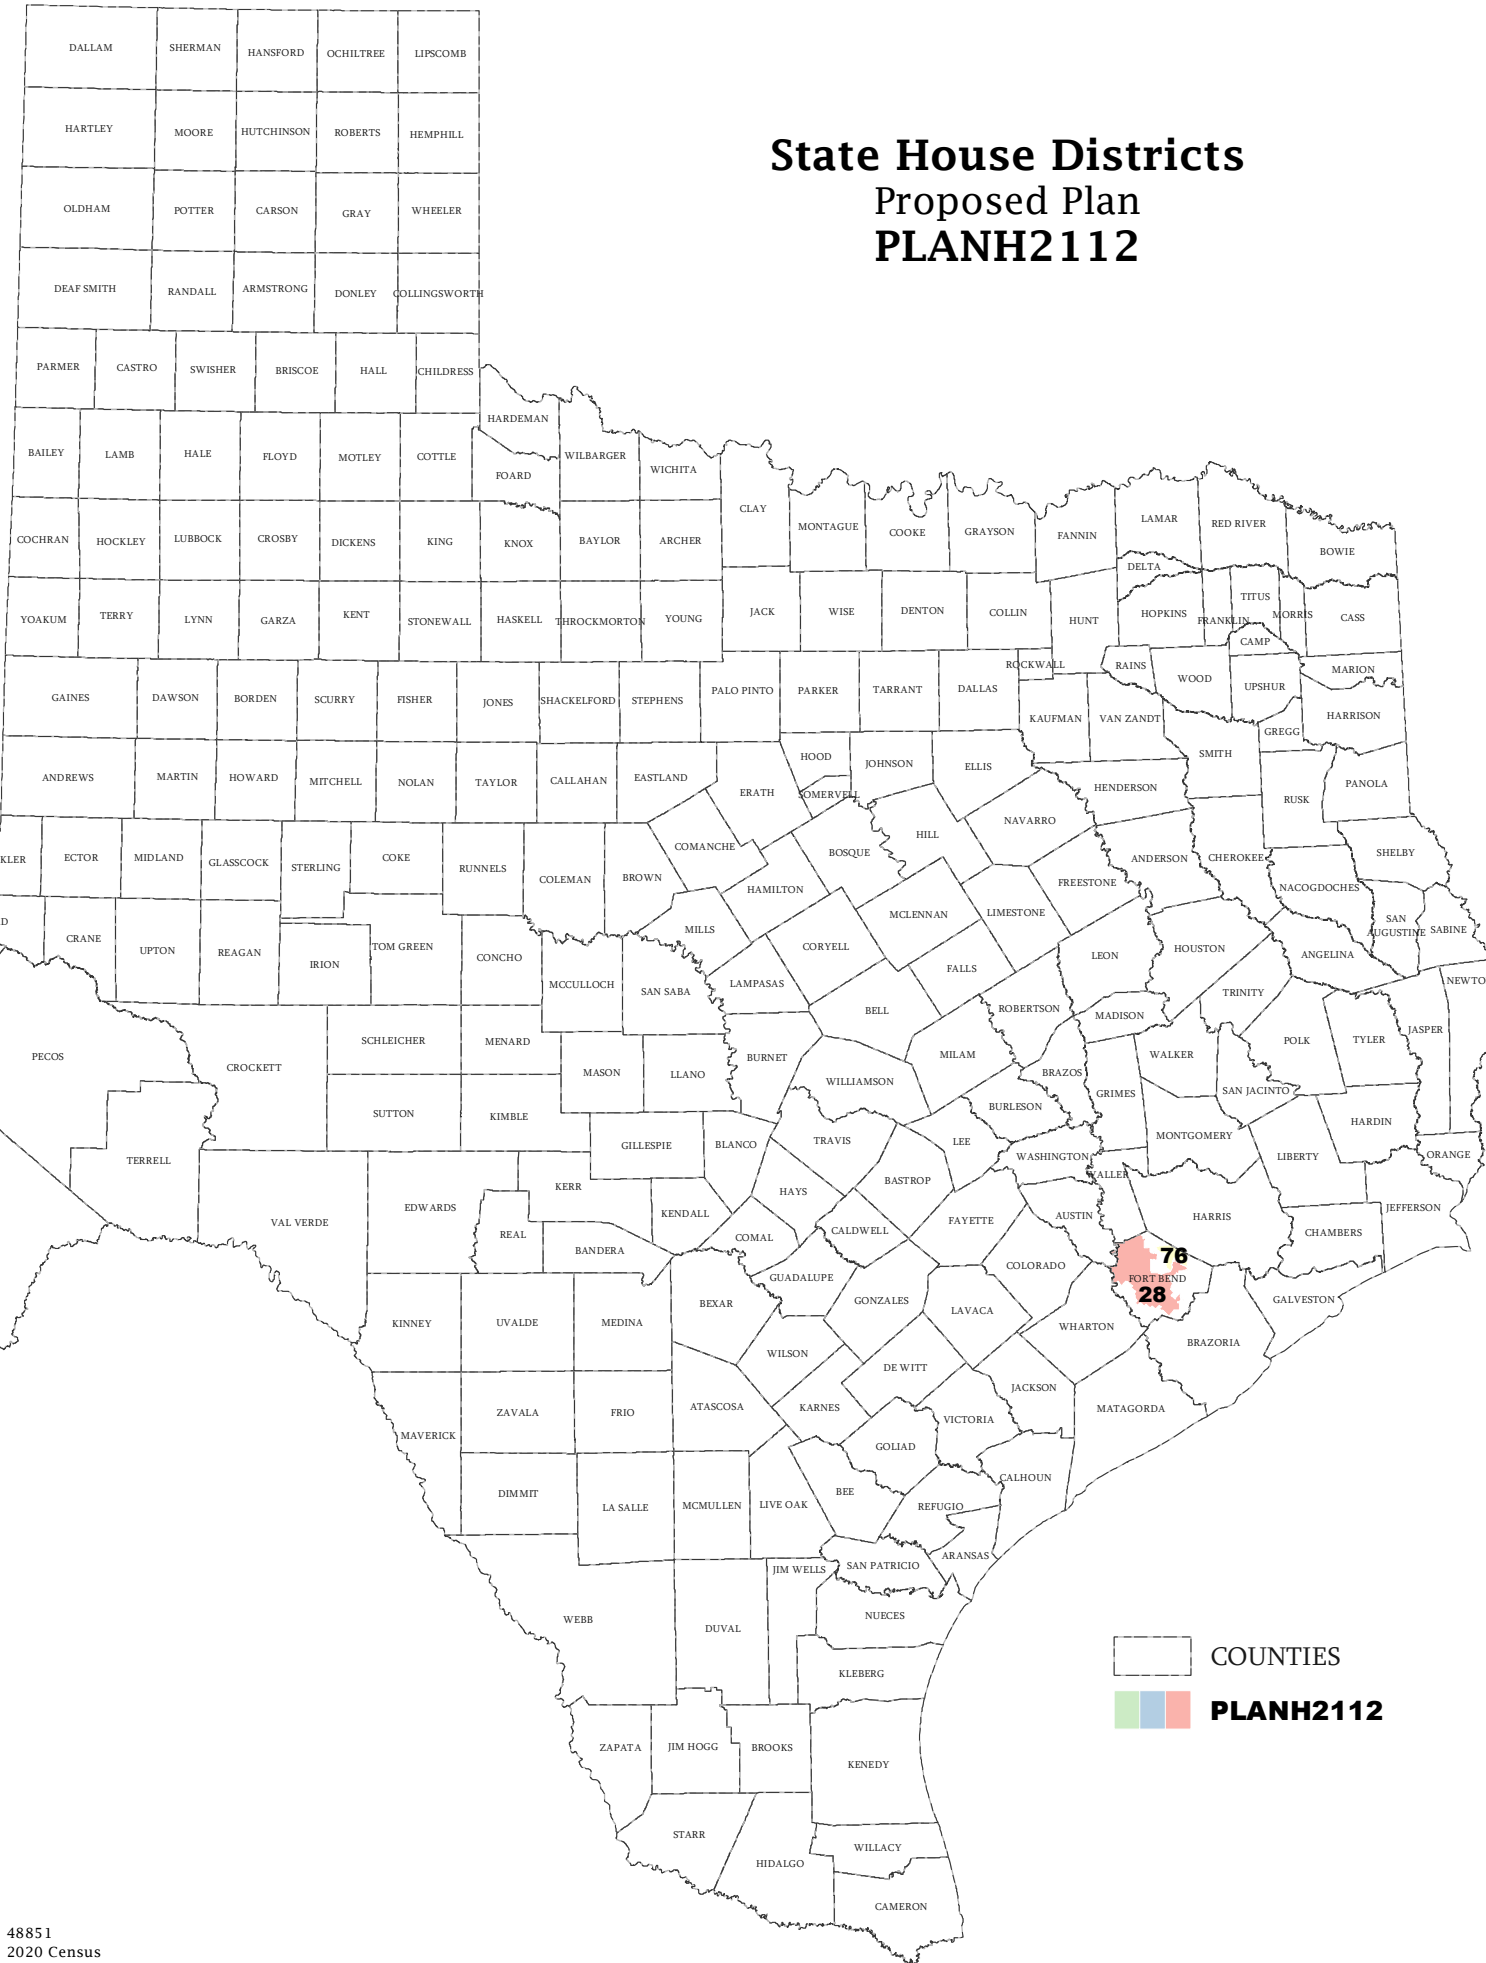 State House Districts
Proposed Plan
PLANH2112
DALLAM
SHERMAN
HANSFORD
OCHILTREE
LIPSCOMB
HARTLEY
MOORE
HUTCHINSON
ROBERTS
HEMPHILL
OLDHAM
POTTER
CARSON
GRAY
WHEELER
DEAF SMITH
RANDALL
ARMSTRONG
DONLEY
COLLINGSWORTH
PARMER
CASTRO
SWISHER
BRISCOE
HALL
CHILDRESS
HARDEMAN
BAILEY
LAMB
HALE
FLOYD
MOTLEY
COTTLE
FOARD
WILBARGER
WICHITA
CLAY
MONTAGUE
COOKE
GRAYSON
FANNIN
LAMAR
RED RIVER
BOWIE
DELTA
COCHRAN
HOCKLEY
LUBBOCK
CROSBY
DICKENS
KING
KNOX
BAYLOR
ARCHER
YOAKUM
TERRY
LYNN
GARZA
KENT
STONEWALL
HASKELL
THROCKMORTON
YOUNG
JACK
WISE
DENTON
COLLIN
HUNT
HOPKINS
FRANKLIN
TITUS
MORRIS
CASS
CAMP
ROCKWALL
RAINS
WOOD
UPSHUR
MARION
GAINES
DAWSON
BORDEN
SCURRY
FISHER
JONES
SHACKELFORD
STEPHENS
PALO PINTO
PARKER
TARRANT
DALLAS
KAUFMAN
VAN ZANDT
GREGG
HARRISON
SMITH
ANDREWS
MARTIN
HOWARD
MITCHELL
NOLAN
TAYLOR
CALLAHAN
EASTLAND
ERATH
HOOD
SOMERVELL
JOHNSON
ELLIS
HENDERSON
RUSK
PANOLA
KLER
ECTOR
MIDLAND
GLASSCOCK
STERLING
COKE
RUNNELS
COLEMAN
BROWN
COMANCHE
HAMILTON
BOSQUE
HILL
NAVARRO
ANDERSON
CHEROKEE
SHELBY
NACOGDOCHES
FREESTONE
LIMESTONE
MCLENNAN
D
CRANE
UPTON
REAGAN
IRION
TOM GREEN
CONCHO
MCCULLOCH
SAN SABA
MILLS
LAMPASAS
CORYELL
FALLS
LEON
HOUSTON
ANGELINA
SAN
AUGUSTINE
SABINE
NEWTO
BELL
ROBERTSON
MADISON
TRINITY
POLK
TYLER
JASPER
PECOS
CROCKETT
SCHLEICHER
MENARD
MASON
LLANO
BURNET
WILLIAMSON
MILAM
BRAZOS
GRIMES
WALKER
SAN JACINTO
HARDIN
SUTTON
KIMBLE
GILLESPIE
BLANCO
TRAVIS
LEE
BURLESON
WASHINGTON
MONTGOMERY
LIBERTY
ORANGE
TERRELL
VAL VERDE
EDWARDS
KERR
REAL
BANDERA
KENDALL
HAYS
COMAL
CALDWELL
BASTROP
FAYETTE
AUSTIN
WALLER
HARRIS
CHAMBERS
JEFFERSON
COLORADO
76
FORT BEND
28
GALVESTON
KINNEY
UVALDE
MEDINA
BEXAR
GUADALUPE
GONZALES
LAVACA
WHARTON
BRAZORIA
WILSON
DE WITT
JACKSON
MATAGORDA
MAVERICK
ZAVALA
FRIO
ATASCOSA
KARNES
GOLIAD
VICTORIA
CALHOUN
DIMMIT
LA SALLE
MCMULLEN
LIVE OAK
BEE
REFUGIO
ARANSAS
SAN PATRICIO
JIM WELLS
WEBB
DUVAL
NUECES
KLEBERG
ZAPATA
JIM HOGG
BROOKS
KENEDY
STARR
HIDALGO
WILLACY
CAMERON
COUNTIES
PLANH2112
48851
2020 Census